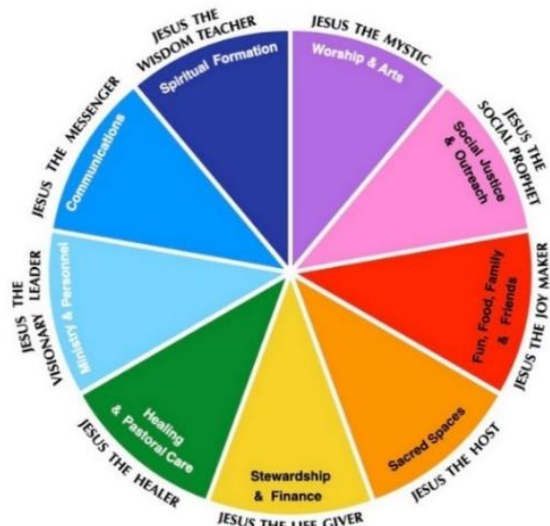 JESUS THE MYSTIC
Worship & Arts
JESUS THE
SOCIAL PROPHET
Social Justice
& Outreach
JESUS THE JOY MAKER
Fun, Food, Family
& Friends
JESUS THE HOST
Sacred Spaces
Stewardship
& Finance
JESUS THE LIFE GIVER
Healing
& Pastoral Care
JESUS THE HEALER
JESUS THE
VISIONARY LEADER
Ministry & Personnel
JESUS THE MESSENGER
Communications
JESUS THE
WISDOM TEACHER
Spiritual Formation